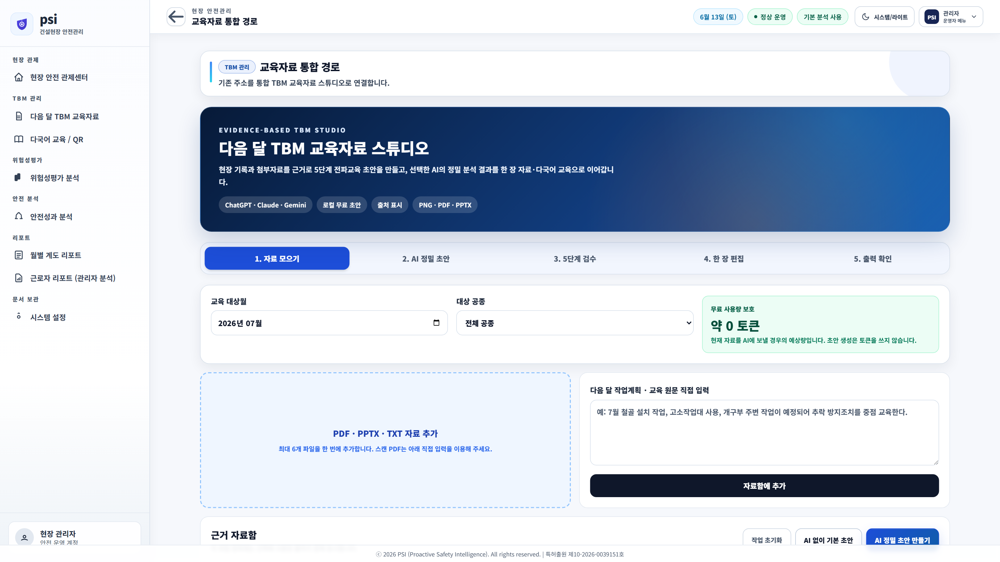 psi
건설현장 안전관리
현장 관제
현장 안전 관제센터
TBM 관리
다음 달 TBM 교육자료
다국어 교육 / QR
위험성평가
위험성평가 분석
안전 분석
안전성과 분석
리포트
월별 계도 리포트
근로자 리포트 (관리자 분석)
문서 보관
시스템 설정
현장 관리자
안전 운영 계정
현장 안전관리
교육자료 통합 경로
6월 13일 (토)
정상 운영
기본 분석 사용
시스템/라이트
PSI
관리자
운영자 메뉴
TBM 관리
교육자료 통합 경로
기존 주소를 통합 TBM 교육자료 스튜디오로 연결합니다.
EVIDENCE-BASED TBM STUDIO
다음 달 TBM 교육자료 스튜디오
현장 기록과 첨부자료를 근거로 5단계 전파교육 초안을 만들고, 선택한 AI의 정밀 분석 결과를 한 장 자료·다국어 교육으로 이어갑니
다.
ChatGPT · Claude · Gemini
로컬 무료 초안
출처 표시
PNG · PDF · PPTX
1. 자료 모으기
2. AI 정밀 초안
3. 5단계 검수
4. 한 장 편집
5. 출력 확인
교육 대상월
2026년 07월
대상 공종
전체 공종
무료 사용량 보호
약 0 토큰
현재 자료를 AI에 보낼 경우의 예상량입니다. 초안 생성은 토큰을 쓰지 않습니다.
PDF · PPTX · TXT 자료 추가
최대 6개 파일을 한 번에 추가합니다. 스캔 PDF는 아래 직접 입력을 이용해 주세요.
다음 달 작업계획 · 교육 원문 직접 입력
예: 7월 철골 설치 작업, 고소작업대 사용, 개구부 주변 작업이 예정되어 추락 방지조치를 중점 교육한다.
자료함에 추가
근거 자료함
작업 초기화
AI 없이 기본 초안
AI 정밀 초안 만들기
ⓒ 2026 PSI (Proactive Safety Intelligence). All rights reserved. | 특허출원 제10-2026-0039151호